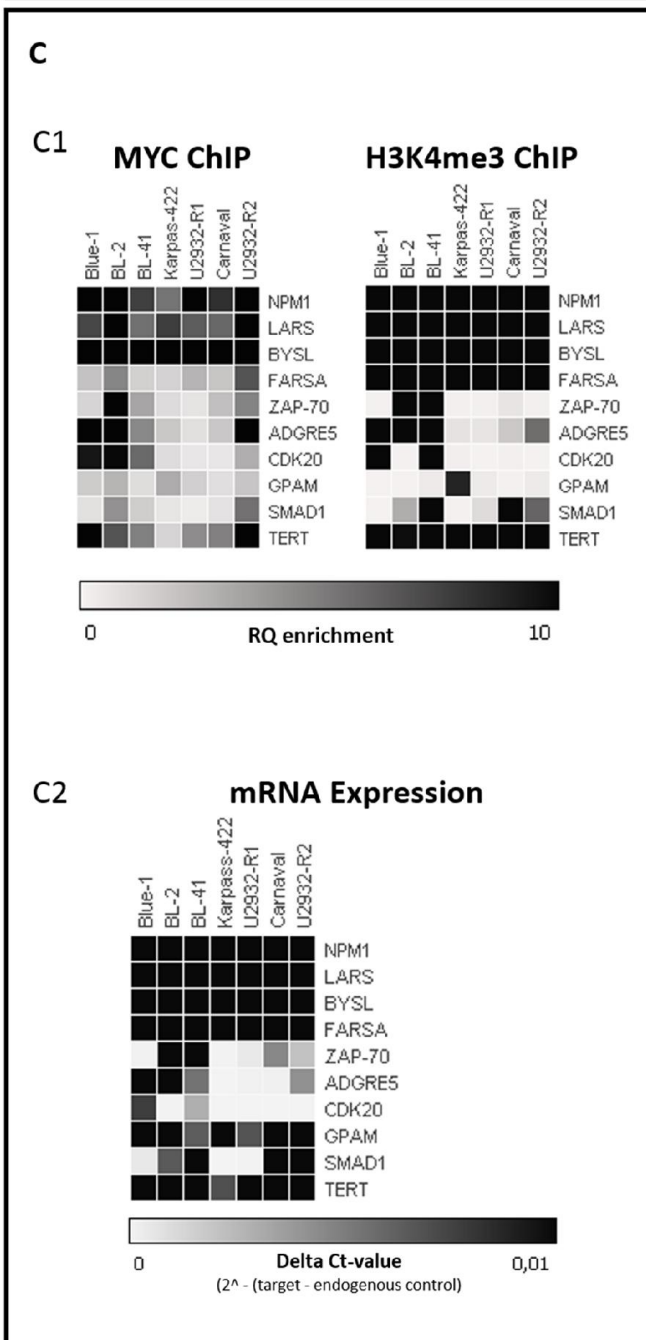 C
C1
MYC ChIP
Blue-1
BL-2
BL-41
Karpas-422
U2932-R1
Carnaval
U2932-R2
NPM1
LARS
BYSL
FARSA
ZAP-70
ADGRE5
CDK20
GPAM
SMAD1
TERT
H3K4me3 ChIP
Blue-1
BL-2
BL-41
Karpas-422
U2932-R1
Carnaval
U2932-R2
NPM1
LARS
BYSL
FARSA
ZAP-70
ADGRE5
CDK20
GPAM
SMAD1
TERT
0 RQ enrichment 10
C2
mRNA Expression
Blue-1
BL-2
BL-41
Karpass-422
U2932-R1
Carnaval
U2932-R2
NPM1
LARS
BYSL
FARSA
ZAP-70
ADGRE5
CDK20
GPAM
SMAD1
TERT
0 Delta Ct-value 0,01
(2^ - (target - endogenous control)